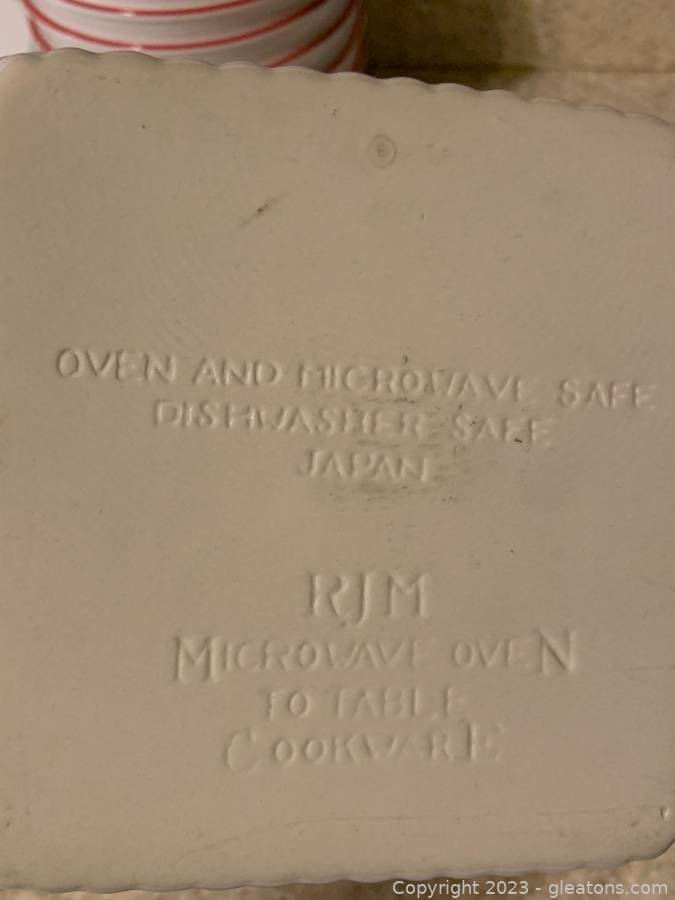 OVEN AND MICROWAVE SAFE
DISHWASHER SAFE
JAPAN
RJM
MICROWAVE OVEN
TO TABLE
COOKWARE
Copyright 2023 - gleatons.com